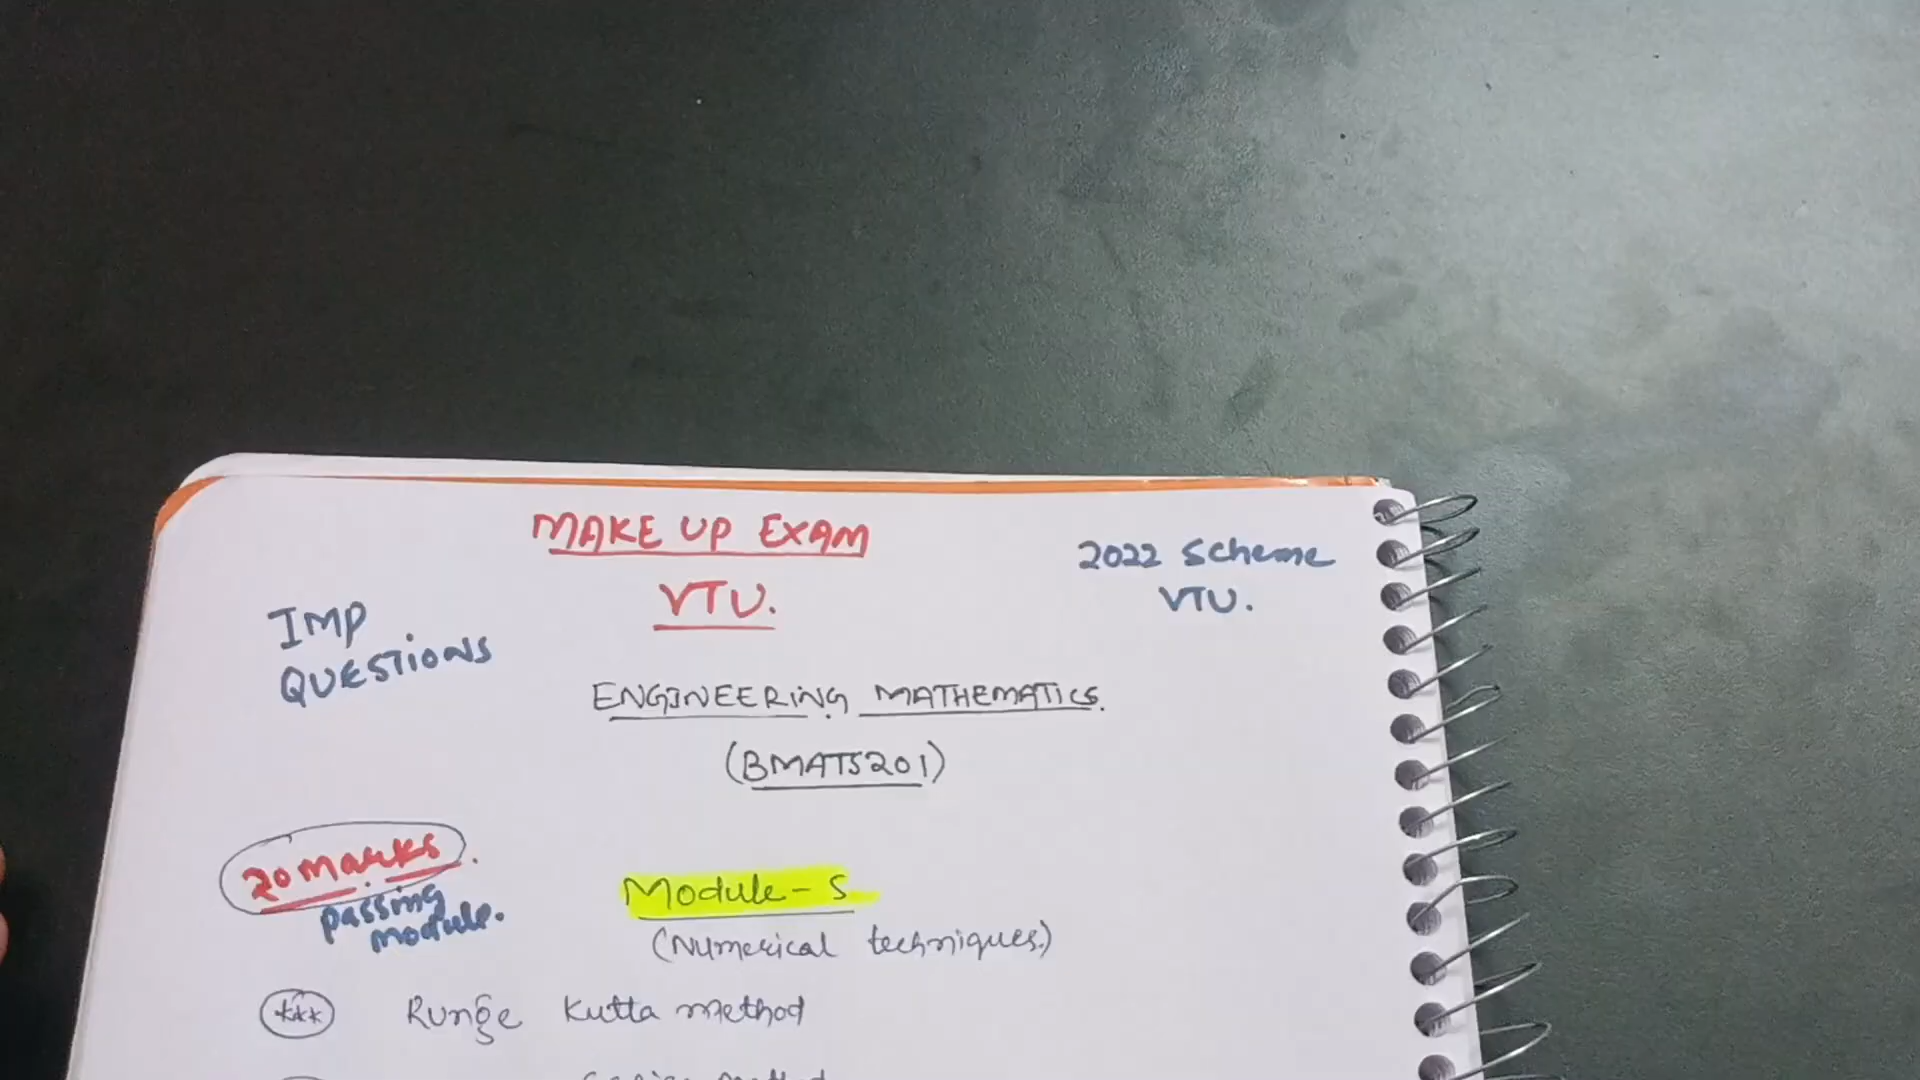 MAKE UP EXAM
VTU.
2022 Scheme
VTU.
IMP
QUESTIONS
ENGINEERING MATHEMATICS.
(BMATS201)
20 marks.
passing
module.
Module-5
(Numerical techniques)
*** Runge Kutta method